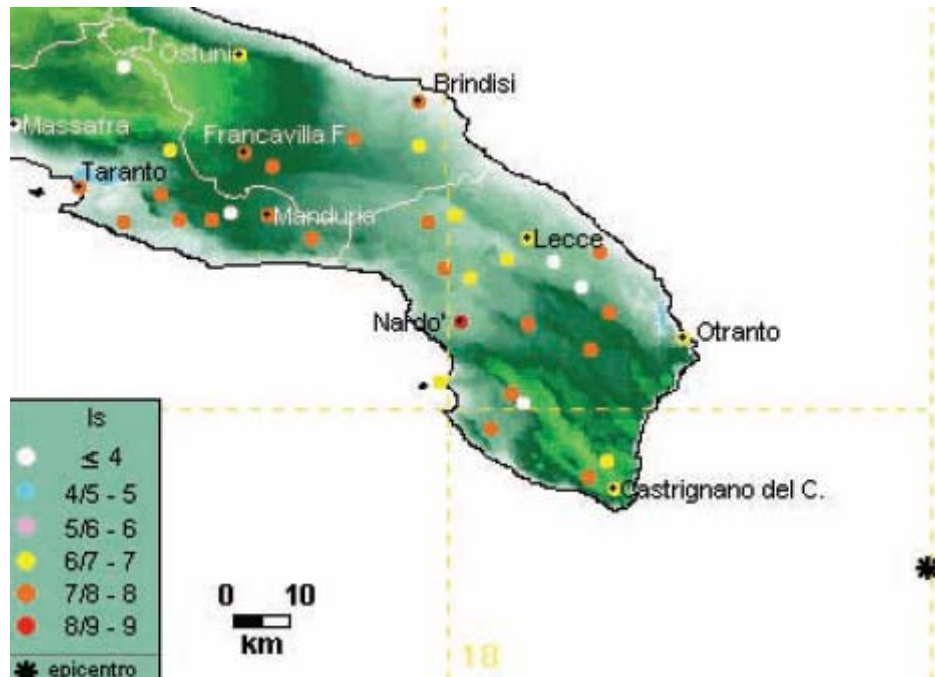 Ostuni
Brindisi
Massafra
Francavilla F.
Taranto
Manduria
Lecce
Nardo'
Otranto
Castrignano del C.
Is
≤ 4
4/5 - 5
5/6 - 6
6/7 - 7
7/8 - 8
8/9 - 9
epicentro
0 10
km
18